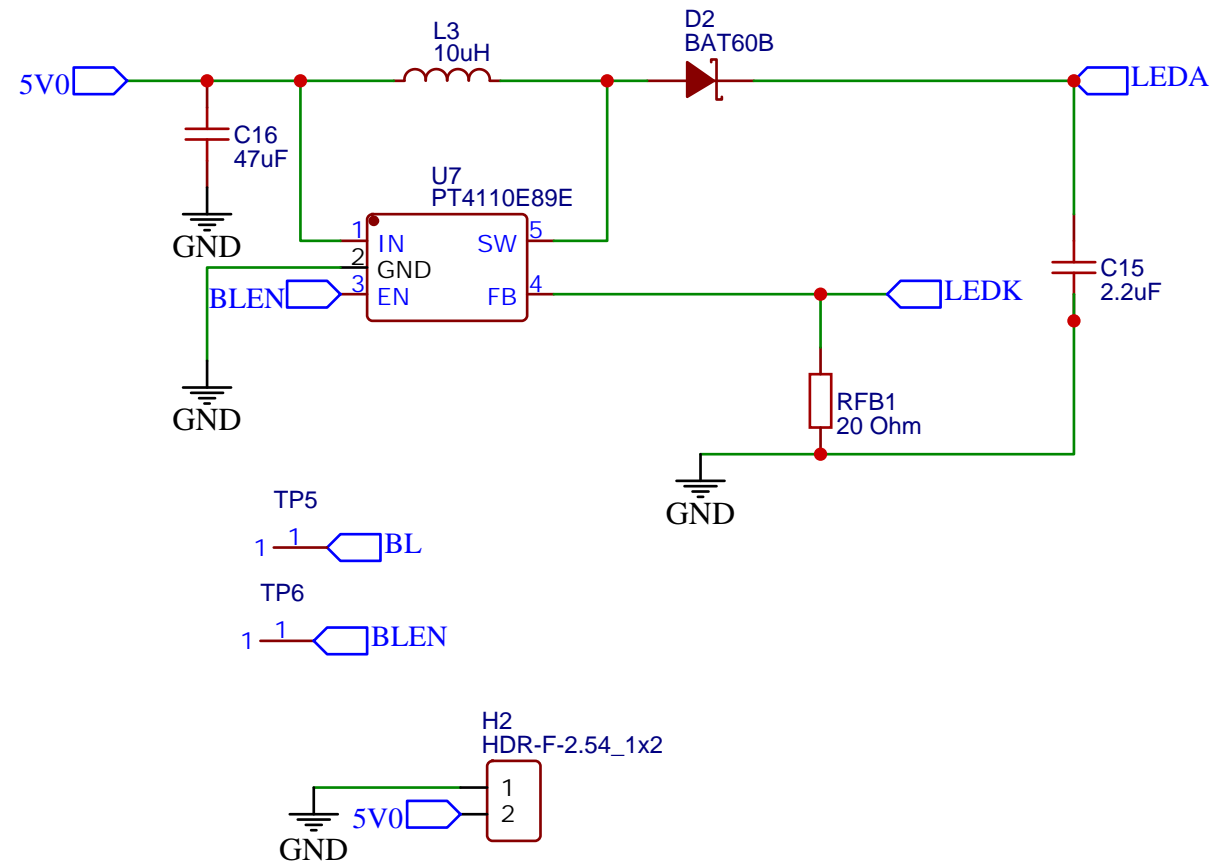 D2
BAT60B
L3
10uH
5V0
LEDA
C16
47uF
GND
U7
PT4110E89E
1
IN
SW
5
2
GND
3
EN
FB
4
BLEN
LEDK
C15
2.2uF
GND
RFB1
20 Ohm
GND
TP5
1
1
BL
TP6
1
1
BLEN
H2
HDR-F-2.54_1x2
1
5V0
2
GND